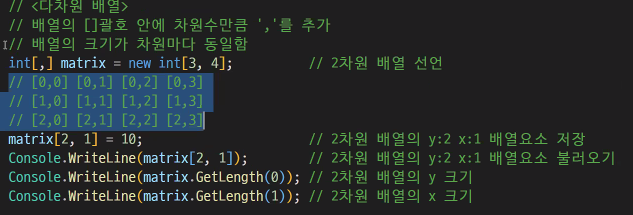 // <다차원 배열>
// 배열의 []괄호 안에 차원수만큼 ','를 추가
// 배열의 크기가 차원마다 동일함
int[,] matrix = new int[3, 4]; // 2차원 배열 선언
// [0,0] [0,1] [0,2] [0,3]
// [1,0] [1,1] [1,2] [1,3]
// [2,0] [2,1] [2,2] [2,3]
matrix[2, 1] = 10; // 2차원 배열의 y:2 x:1 배열요소 저장
Console.WriteLine(matrix[2, 1]); // 2차원 배열의 y:2 x:1 배열요소 불러오기
Console.WriteLine(matrix.GetLength(0)); // 2차원 배열의 y 크기
Console.WriteLine(matrix.GetLength(1)); // 2차원 배열의 x 크기